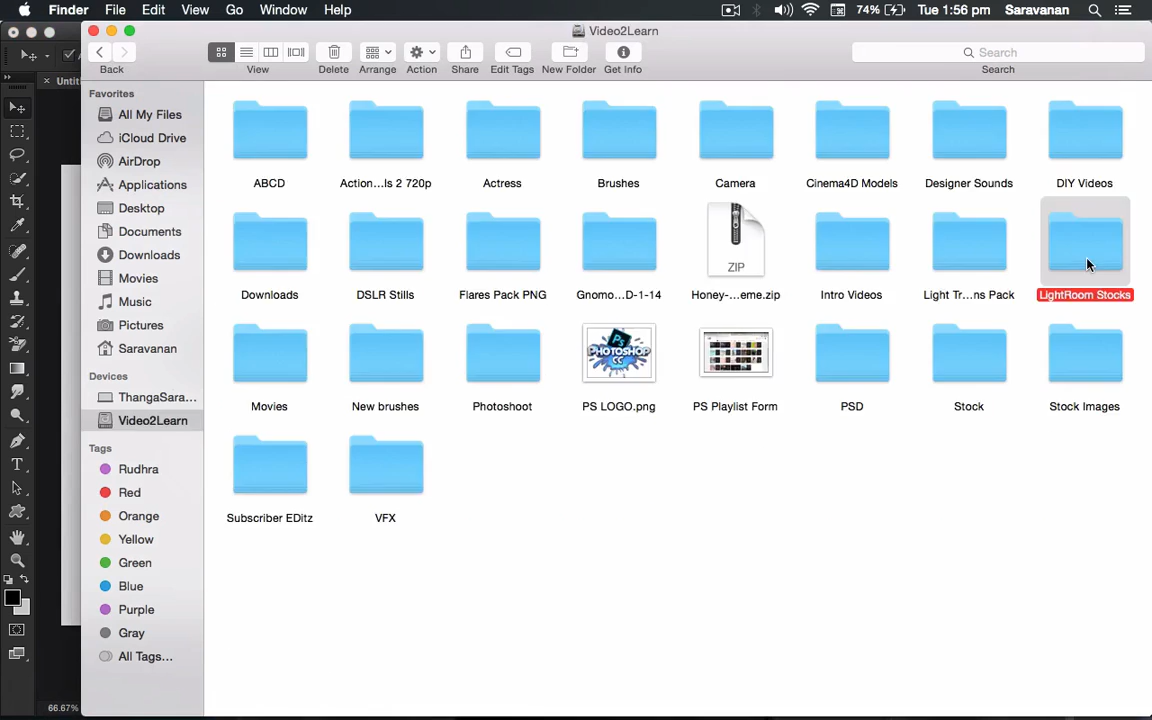 Finder File Edit View Go Window Help 74% Tue 1:56 pm Saravanan
Video2Learn
Back View Delete Arrange Action Share Edit Tags New Folder Get Info Search
Search
Untit
Favorites
All My Files
iCloud Drive
AirDrop
Applications
Desktop
Documents
Downloads
Movies
Music
Pictures
Saravanan
Devices
ThangaSara...
Video2Learn
Tags
Rudhra
Red
Orange
Yellow
Green
Blue
Purple
Gray
All Tags...
ABCD Action...ls 2 720p Actress Brushes Camera Cinema4D Models Designer Sounds DIY Videos
ZIP
Downloads DSLR Stills Flares Pack PNG Gnomo...D-1-14 Honey-...eme.zip Intro Videos Light Tr...ns Pack LightRoom Stocks
Ps
PHOTOSHOP
CC
Movies New brushes Photoshoot PS LOGO.png PS Playlist Form PSD Stock Stock Images
Subscriber EDitz VFX
66.67%